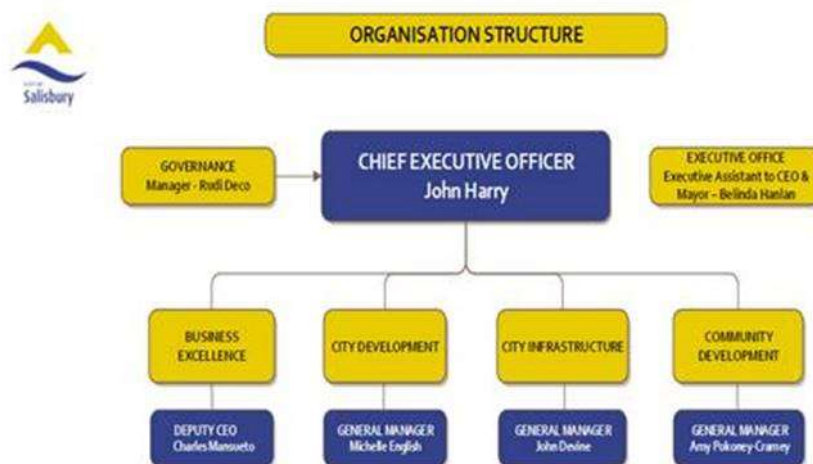 ORGANISATION STRUCTURE
CITY OF
Salisbury
GOVERNANCE
Manager - Rudi Deco
CHIEF EXECUTIVE OFFICER
John Harry
EXECUTIVE OFFICE
Executive Assistant to CEO &
Mayor – Belinda Hanlan
BUSINESS
EXCELLENCE
CITY DEVELOPMENT
CITY INFRASTRUCTURE
COMMUNITY
DEVELOPMENT
DEPUTY CEO
Charles Mansueto
GENERAL MANAGER
Michelle English
GENERAL MANAGER
John Devine
GENERAL MANAGER
Amy Pokoney-Cramey